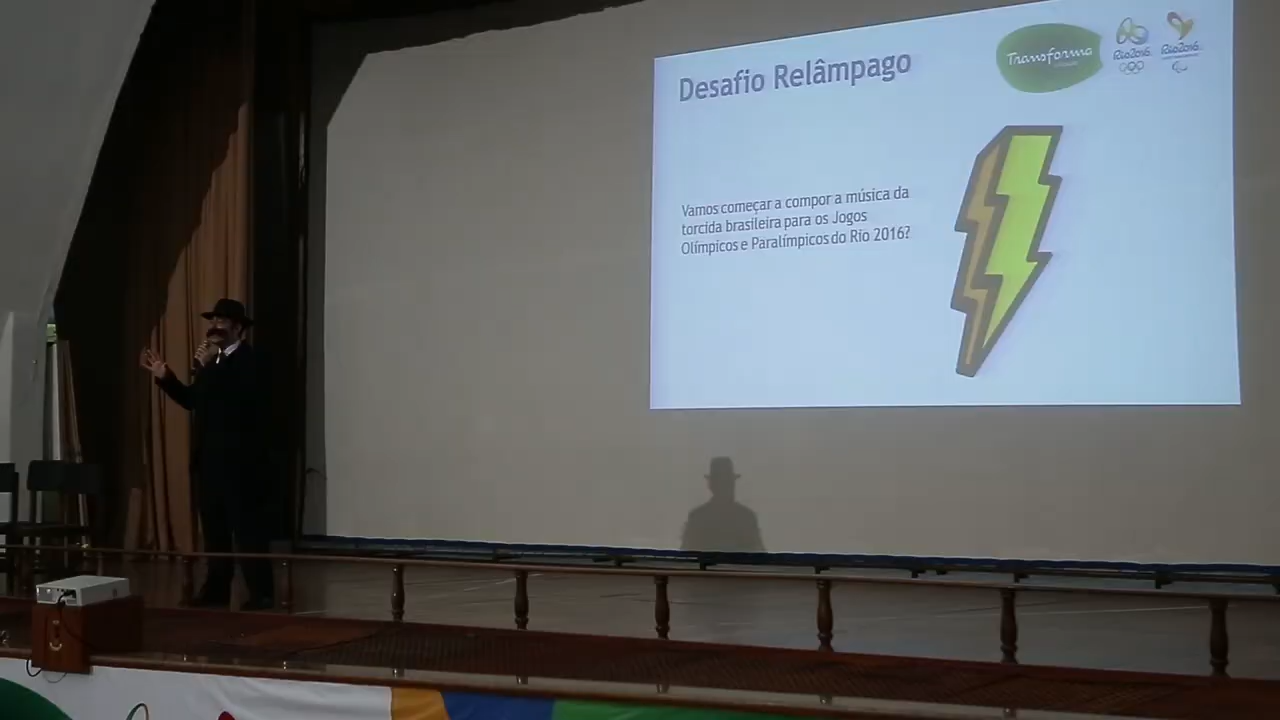 Desafio Relâmpago
Transforma
Rio2016
Rio2016
Vamos começar a compor a música da
torcida brasileira para os Jogos
Olímpicos e Paralímpicos do Rio 2016?